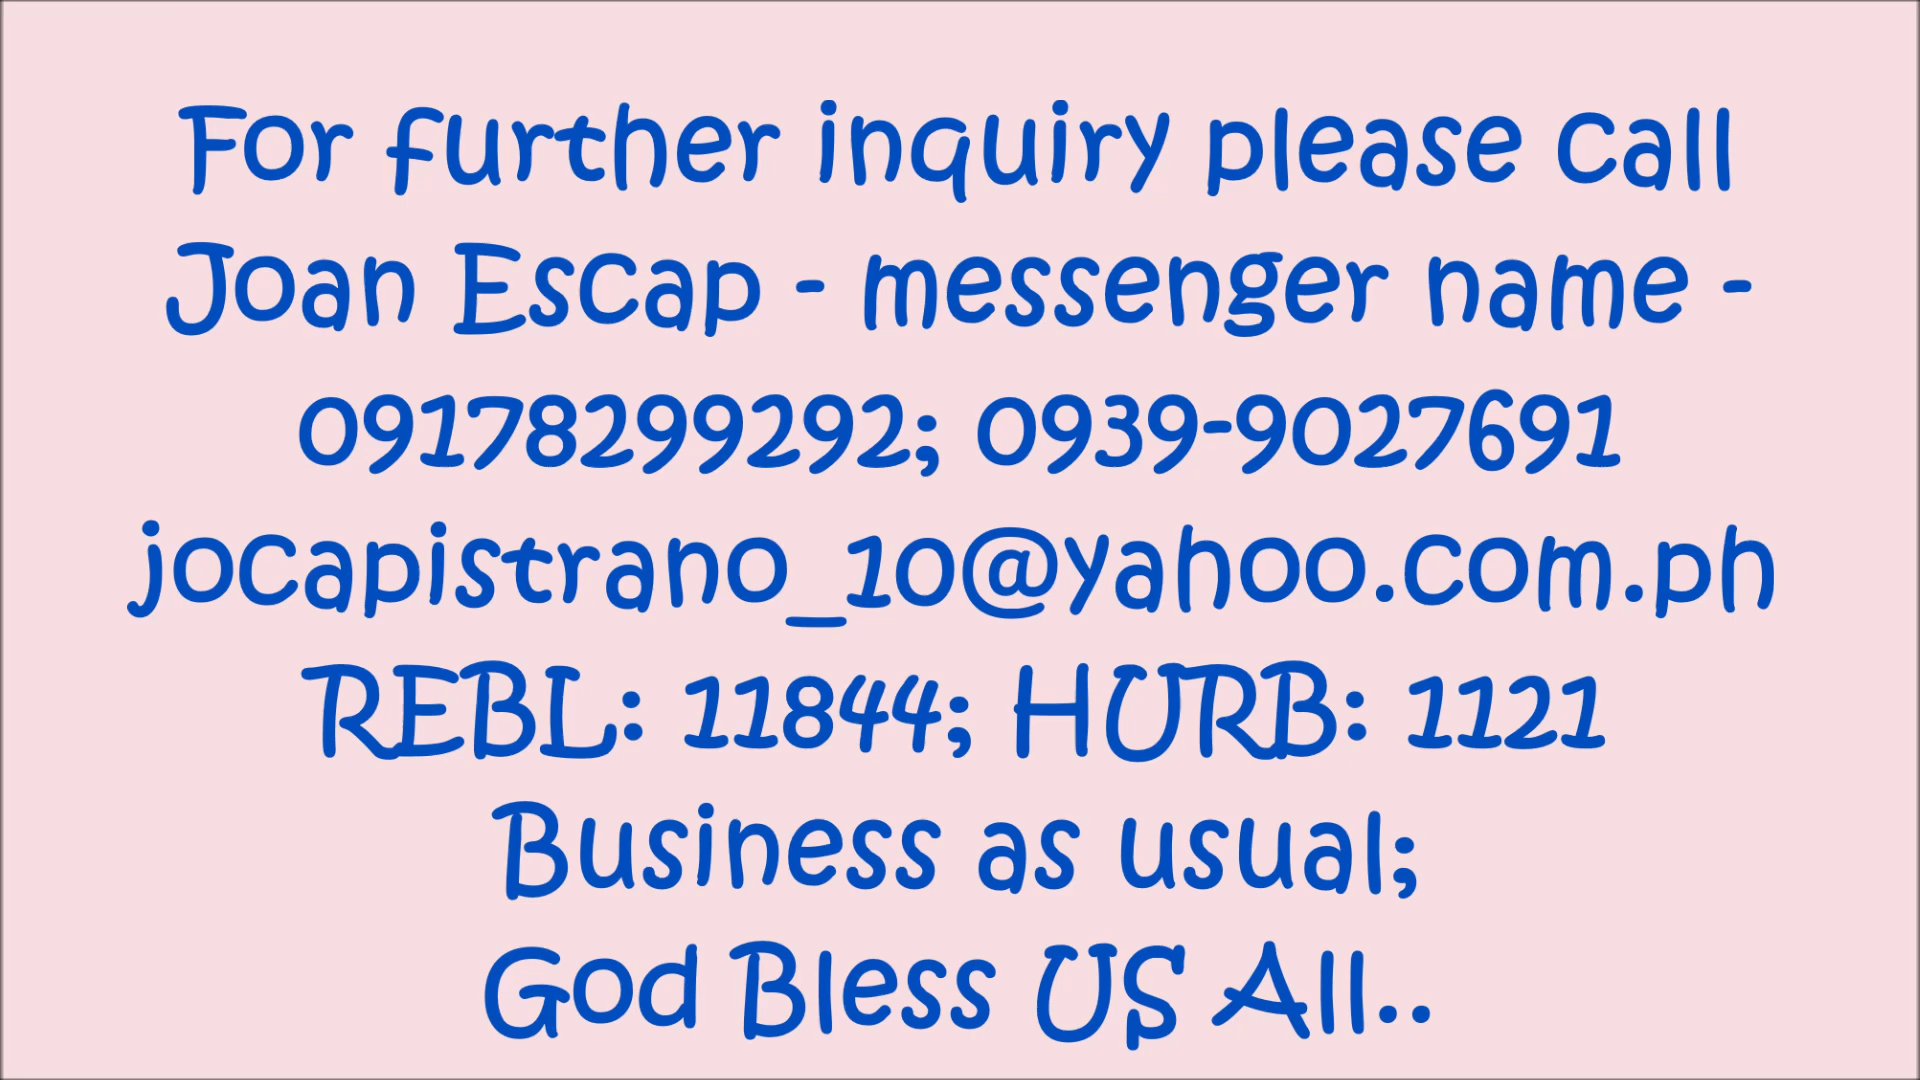 For further inquiry please call
Joan Escap - messenger name -
09178299292; 0939-9027691
jocapistrano_10@yahoo.com.ph
REBL: 11844; HURB: 1121
Business as usual;
God Bless US All..